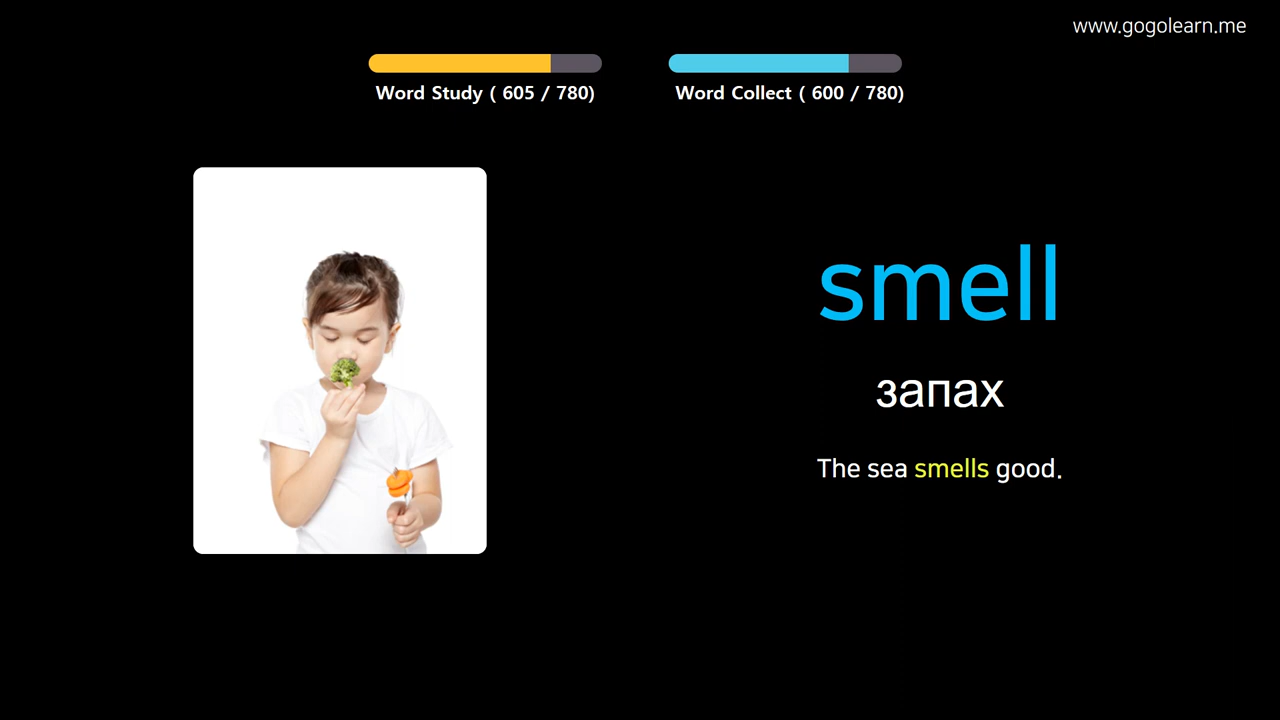 www.gogolearn.me
Word Study ( 605 / 780)
Word Collect ( 600 / 780)
smell
запах
The sea smells good.